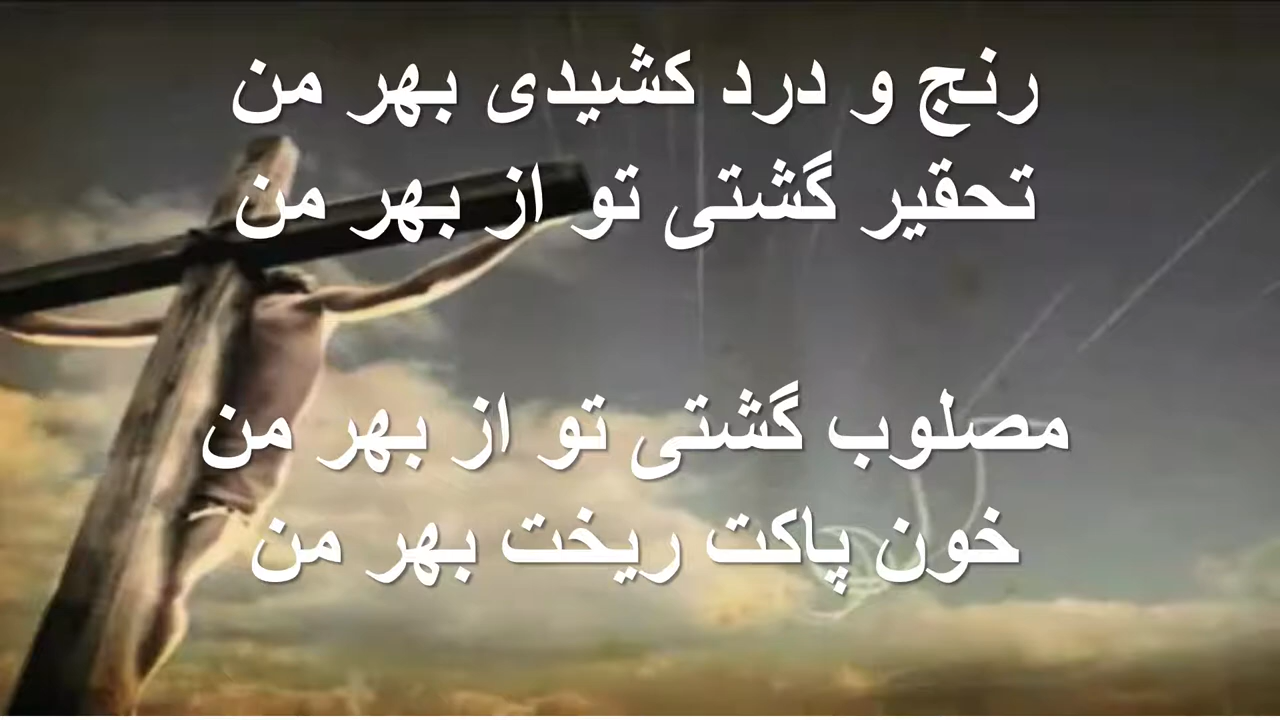 رنج و درد کشیدی بهر من
تحقیر گشتی تو از بهر من
مصلوب گشتی تو از بهر من
خون پاکت ریخت بهر من